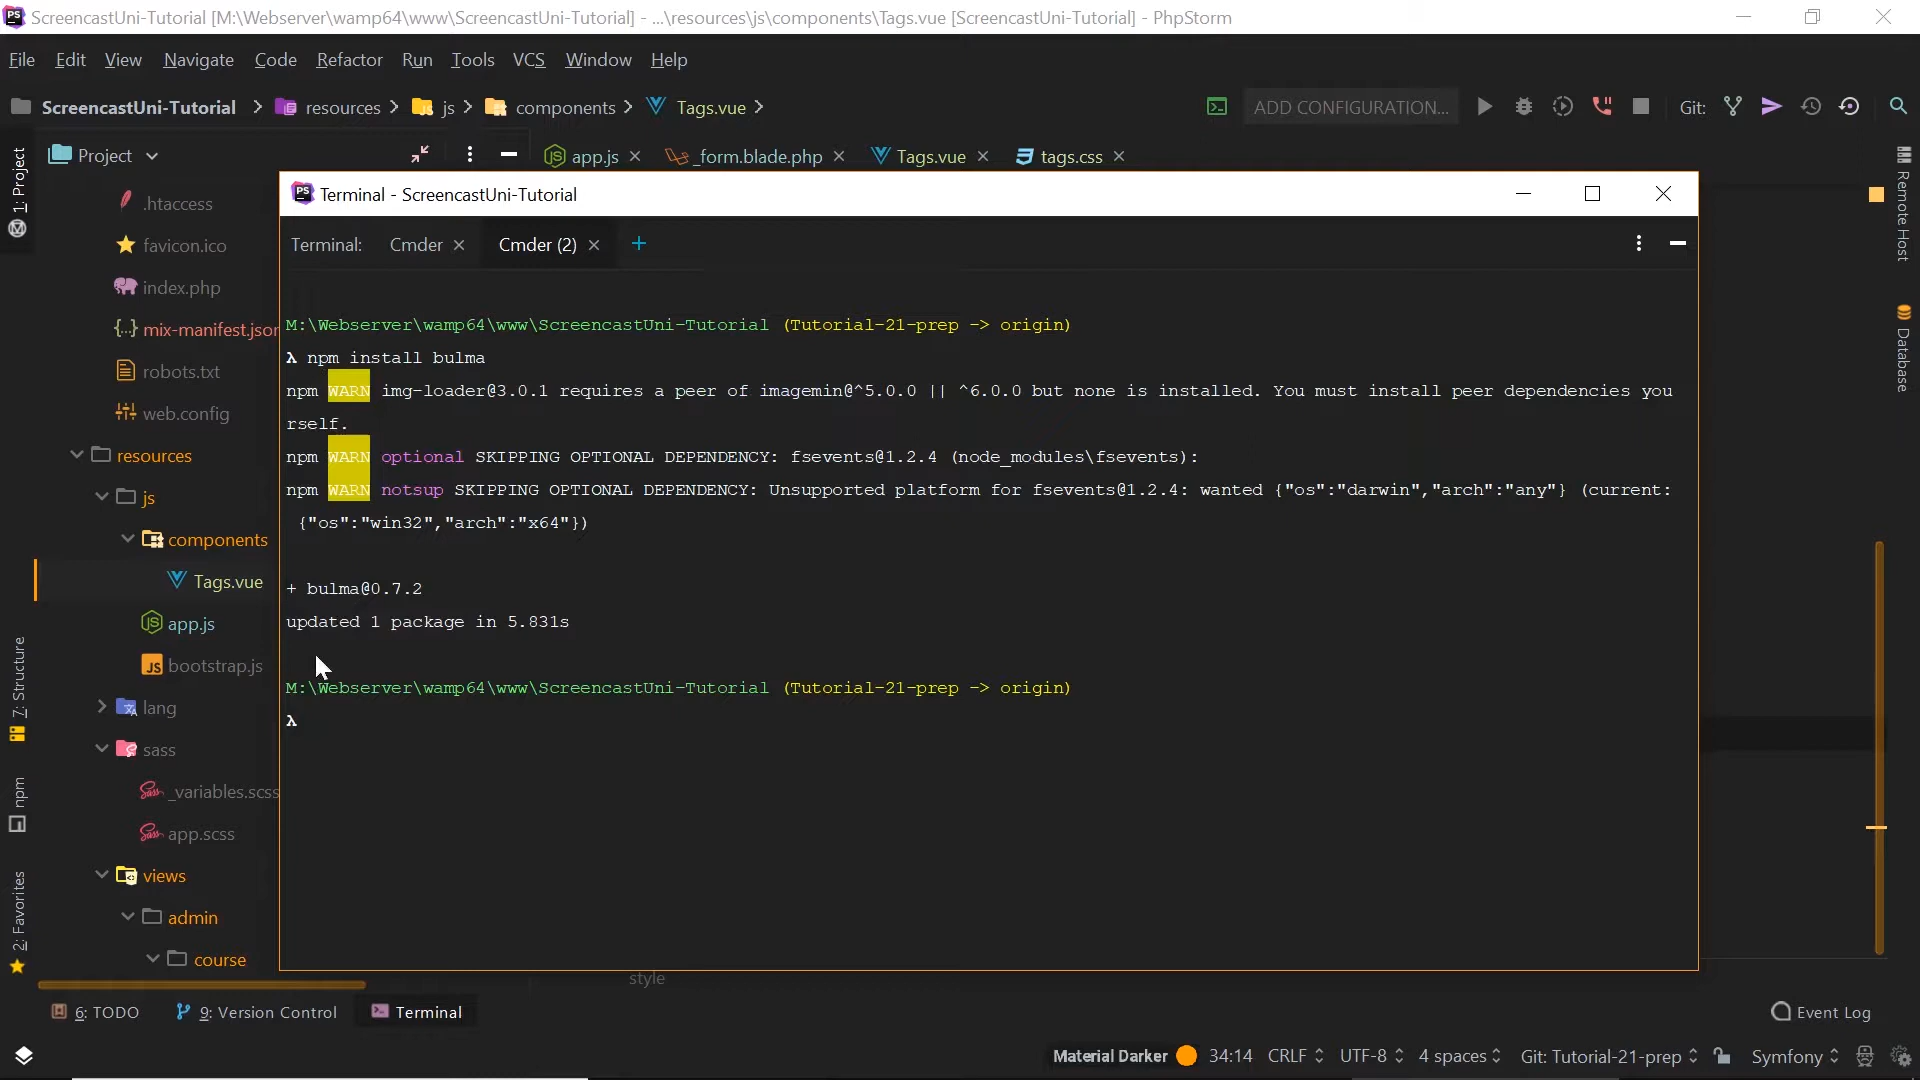 ScreencastUni-Tutorial [M:\Webserver\wamp64\www\ScreencastUni-Tutorial] - ...\resources\js\components\Tags.vue [ScreencastUni-Tutorial] - PhpStorm
File Edit View Navigate Code Refactor Run Tools VCS Window Help
ScreencastUni-Tutorial resources js components Tags.vue ADD CONFIGURATION... Git:
Project app.js _form.blade.php Tags.vue tags.css
1: Project
7: Structure
npm
2: Favorites
.htaccess
favicon.ico
index.php
mix-manifest.json
robots.txt
web.config
resources
js
components
Tags.vue
app.js
bootstrap.js
lang
sass
_variables.scss
app.scss
views
admin
course
Terminal - ScreencastUni-Tutorial
Terminal: Cmder Cmder (2) +
M:\Webserver\wamp64\www\ScreencastUni-Tutorial (Tutorial-21-prep -> origin)
λ npm install bulma
npm WARN img-loader@3.0.1 requires a peer of imagemin@^5.0.0 || ^6.0.0 but none is installed. You must install peer dependencies you
rself.
npm WARN optional SKIPPING OPTIONAL DEPENDENCY: fsevents@1.2.4 (node_modules\fsevents):
npm WARN notsup SKIPPING OPTIONAL DEPENDENCY: Unsupported platform for fsevents@1.2.4: wanted {"os":"darwin","arch":"any"} (current:
{"os":"win32","arch":"x64"})
+ bulma@0.7.2
updated 1 package in 5.831s
M:\Webserver\wamp64\www\ScreencastUni-Tutorial (Tutorial-21-prep -> origin)
λ
Remote Host
Database
style
6: TODO 9: Version Control Terminal Event Log
Material Darker 34:14 CRLF UTF-8 4 spaces Git: Tutorial-21-prep Symfony